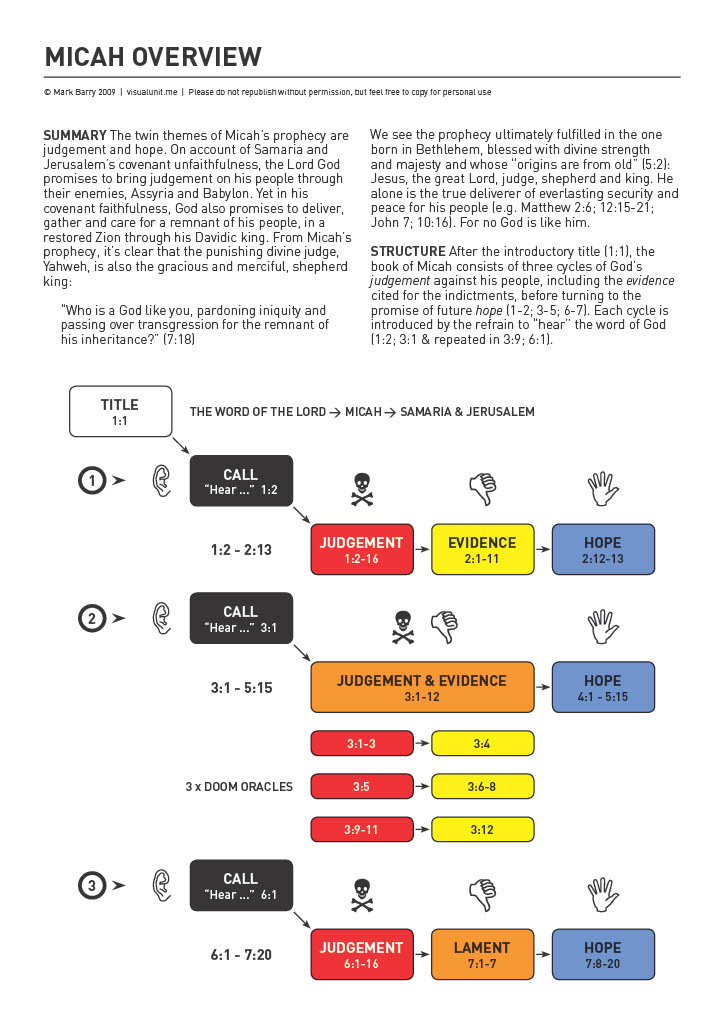 MICAH OVERVIEW
© Mark Barry 2009 | visualunit.me | Please do not republish without permission, but feel free to copy for personal use
SUMMARY The twin themes of Micah's prophecy are
judgement and hope. On account of Samaria and
Jerusalem's covenant unfaithfulness, the Lord God
promises to bring judgement on his people through
their enemies, Assyria and Babylon. Yet in his
covenant faithfulness, God also promises to deliver,
gather and care for a remnant of his people, in a
restored Zion through his Davidic king. From Micah's
prophecy, it's clear that the punishing divine judge,
Yahweh, is also the gracious and merciful, shepherd
king:
"Who is a God like you, pardoning iniquity and
passing over transgression for the remnant of
his inheritance?" (7:18)
We see the prophecy ultimately fulfilled in the one
born in Bethlehem, blessed with divine strength
and majesty and whose "origins are from old" (5:2):
Jesus, the great Lord, judge, shepherd and king. He
alone is the true deliverer of everlasting security and
peace for his people (e.g. Matthew 2:6; 12:15-21;
John 7; 10:16). For no God is like him.
STRUCTURE After the introductory title (1:1), the
book of Micah consists of three cycles of God's
judgement against his people, including the evidence
cited for the indictments, before turning to the
promise of future hope (1-2; 3-5; 6-7). Each cycle is
introduced by the refrain to "hear" the word of God
(1:2; 3:1 & repeated in 3:9; 6:1).
TITLE
1:1
THE WORD OF THE LORD → MICAH → SAMARIA & JERUSALEM
1
CALL
"Hear ..." 1:2
1:2 - 2:13
JUDGEMENT
1:2-16
EVIDENCE
2:1-11
HOPE
2:12-13
2
CALL
"Hear ..." 3:1
3:1 - 5:15
JUDGEMENT & EVIDENCE
3:1-12
HOPE
4:1 - 5:15
3:1-3
3:4
3 x DOOM ORACLES
3:5
3:6-8
3:9-11
3:12
3
CALL
"Hear ..." 6:1
6:1 - 7:20
JUDGEMENT
6:1-16
LAMENT
7:1-7
HOPE
7:8-20